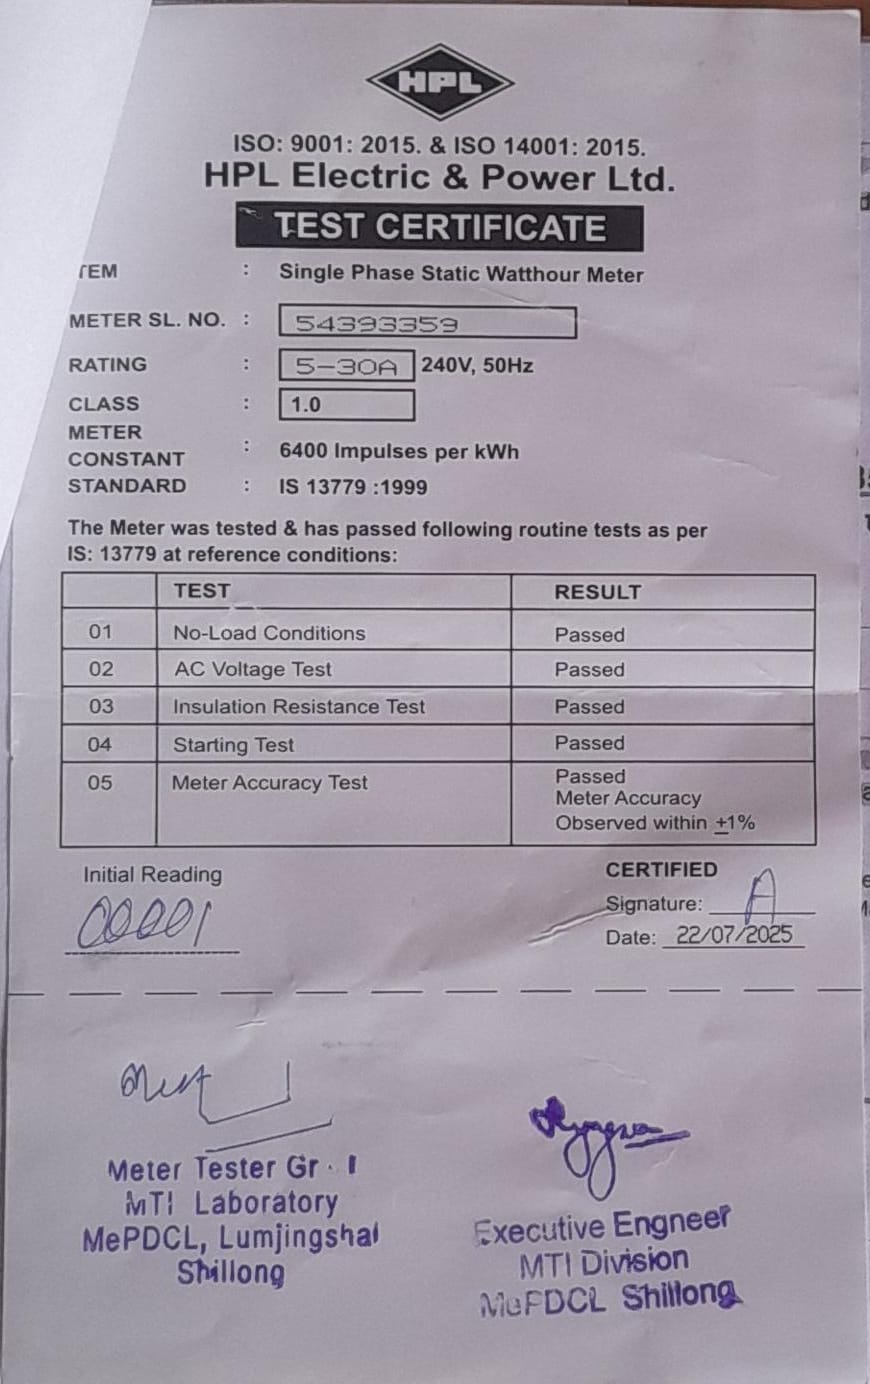 HPL
ISO: 9001: 2015. & ISO 14001: 2015.
HPL Electric & Power Ltd.
TEST CERTIFICATE
TEM : Single Phase Static Watthour Meter
METER SL. NO. : 54393359
RATING : 5-30A 240V, 50Hz
CLASS : 1.0
METER
CONSTANT : 6400 Impulses per kWh
STANDARD : IS 13779 :1999
The Meter was tested & has passed following routine tests as per
IS: 13779 at reference conditions:
TEST RESULT
01 No-Load Conditions Passed
02 AC Voltage Test Passed
03 Insulation Resistance Test Passed
04 Starting Test Passed
05 Meter Accuracy Test Passed
Meter Accuracy
Observed within ±1%
Initial Reading
00001
CERTIFIED
Signature:
Date: 22/07/2025
Meter Tester Gr. I
MTI Laboratory
MePDCL, Lumjingshai
Shillong
Executive Engneer
MTI Division
MePDCL Shillong